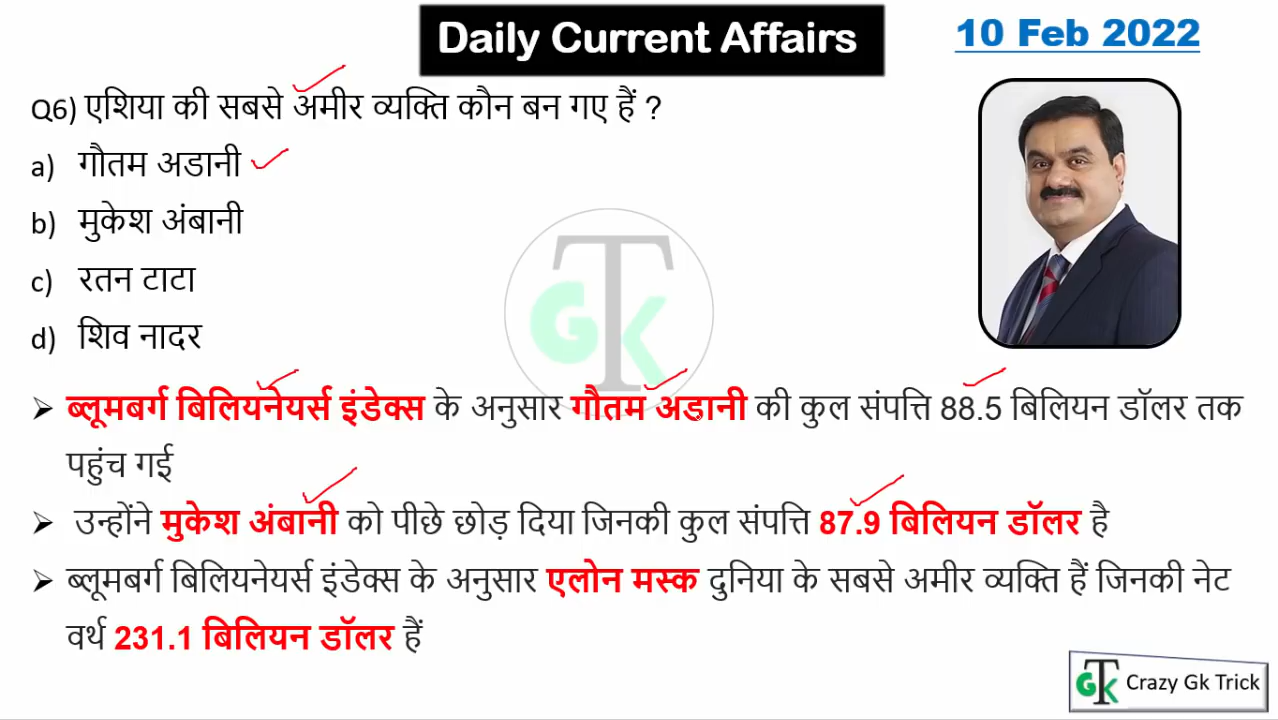 Daily Current Affairs
10 Feb 2022
Q6) एशिया की सबसे अमीर व्यक्ति कौन बन गए हैं ?
a) गौतम अडानी
b) मुकेश अंबानी
c) रतन टाटा
d) शिव नादर
GTK
➢ ब्लूमबर्ग बिलियनेयर्स इंडेक्स के अनुसार गौतम अडानी की कुल संपत्ति 88.5 बिलियन डॉलर तक
पहुंच गई
➢ उन्होंने मुकेश अंबानी को पीछे छोड़ दिया जिनकी कुल संपत्ति 87.9 बिलियन डॉलर है
➢ ब्लूमबर्ग बिलियनेयर्स इंडेक्स के अनुसार एलोन मस्क दुनिया के सबसे अमीर व्यक्ति हैं जिनकी नेट
वर्थ 231.1 बिलियन डॉलर हैं
GTK Crazy Gk Trick